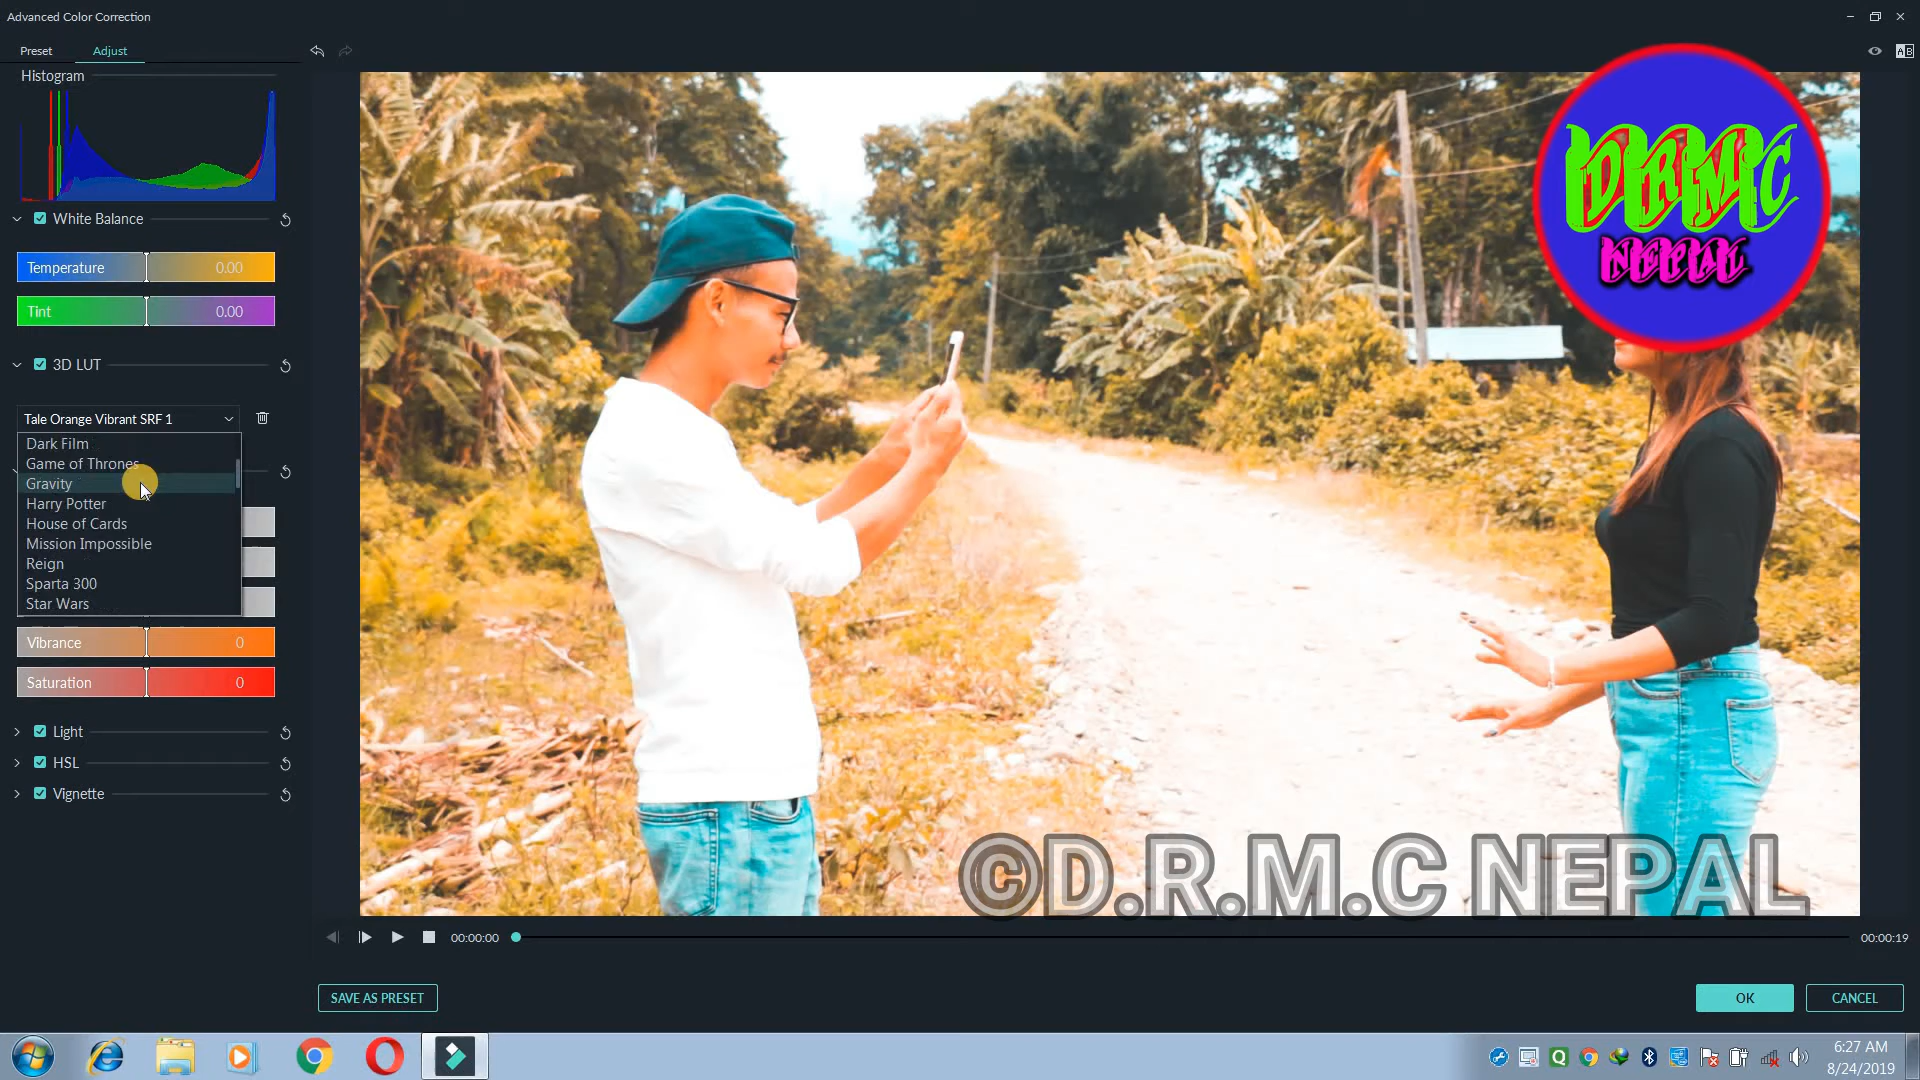 Advanced Color Correction
Preset
Adjust
Histogram
White Balance
Temperature 0.00
Tint 0.00
3D LUT
Tale Orange Vibrant SRF 1
Dark Film
Game of Thrones
Gravity
Harry Potter
House of Cards
Mission Impossible
Reign
Sparta 300
Star Wars
Vibrance 0
Saturation 0
Light
HSL
Vignette
AB
DRMC
NEPAL
©D.R.M.C NEPAL
00:00:00
00:00:19
SAVE AS PRESET
OK
CANCEL
6:27 AM
8/24/2019